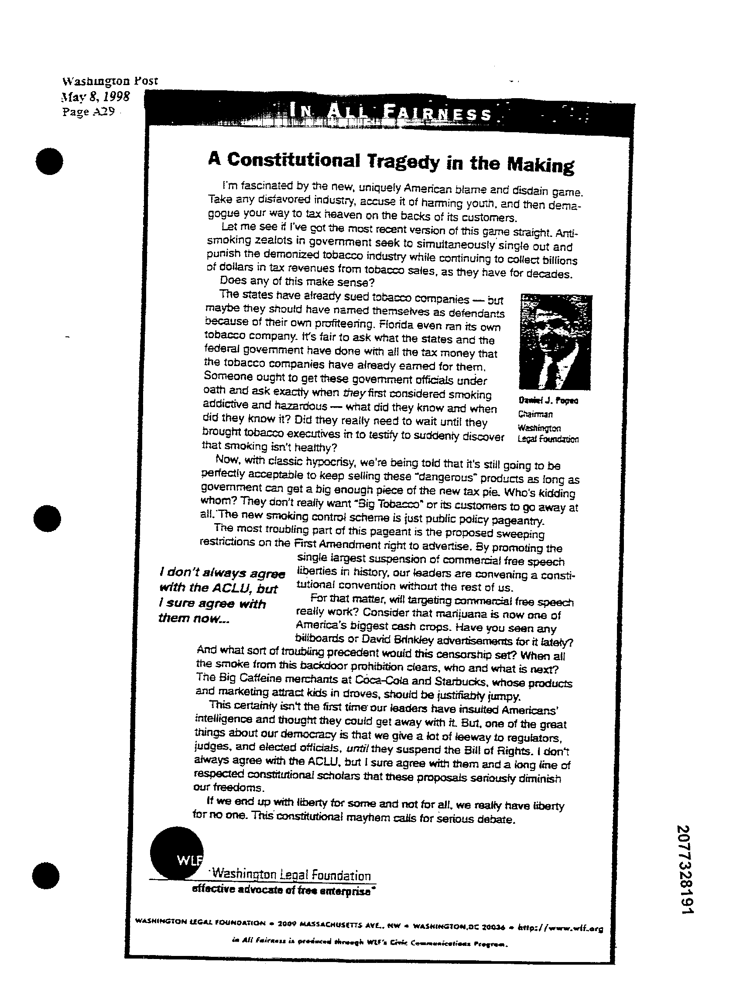 Washington Post
May 8, 1998
Page A29
IN ALL FAIRNESS
A Constitutional Tragedy in the Making
I'm fascinated by the new, uniquely American blame and disdain game.
Take any disfavored industry, accuse it of harming youth, and then dema-
gogue your way to tax heaven on the backs of its customers.
Let me see if I've got the most recent version of this game straight. Anti-
smoking zealots in government seek to simultaneously single out and
punish the demonized tobacco industry while continuing to collect billions
of dollars in tax revenues from tobacco sales, as they have for decades.
Does any of this make sense?
The states have already sued tobacco companies — but
maybe they should have named themselves as defendants
because of their own profiteering. Florida even ran its own
tobacco company. It's fair to ask what the states and the
federal government have done with all the tax money that
the tobacco companies have already earned for them.
Someone ought to get these government officials under
oath and ask exactly when they first considered smoking
addictive and hazardous — what did they know and when
did they know it? Did they really need to wait until they
brought tobacco executives in to testify to suddenly discover
that smoking isn't healthy?
Daniel J. Popeo
Chairman
Washington
Legal Foundation
Now, with classic hypocrisy, we're being told that it's still going to be
perfectly acceptable to keep selling these "dangerous" products as long as
government can get a big enough piece of the new tax pie. Who's kidding
whom? They don't really want "Big Tobacco" or its customers to go away at
all. The new smoking control scheme is just public policy pageantry.
The most troubling part of this pageant is the proposed sweeping
restrictions on the First Amendment right to advertise. By promoting the
single largest suspension of commercial free speech
liberties in history, our leaders are convening a consti-
tutional convention without the rest of us.
I don't always agree
with the ACLU, but
I sure agree with
them now...
For that matter, will targeting commercial free speech
really work? Consider that marijuana is now one of
America's biggest cash crops. Have you seen any
billboards or David Brinkley advertisements for it lately?
And what sort of troubling precedent would this censorship set? When all
the smoke from this backdoor prohibition clears, who and what is next?
The Big Caffeine merchants at Coca-Cola and Starbucks, whose products
and marketing attract kids in droves, should be justifiably jumpy.
This certainly isn't the first time our leaders have insulted Americans'
intelligence and thought they could get away with it. But, one of the great
things about our democracy is that we give a lot of leeway to regulators,
judges, and elected officials, until they suspend the Bill of Rights. I don't
always agree with the ACLU, but I sure agree with them and a long line of
respected constitutional scholars that these proposals seriously diminish
our freedoms.
If we end up with liberty for some and not for all, we really have liberty
for no one. This constitutional mayhem calls for serious debate.
WLF
Washington Legal Foundation
effective advocate of free enterprise®
WASHINGTON LEGAL FOUNDATION • 2009 MASSACHUSETTS AVE., NW • WASHINGTON, DC 20036 • http://www.wlf.org
In All Fairness is produced through WLF's Civic Communications Program.
2077328191